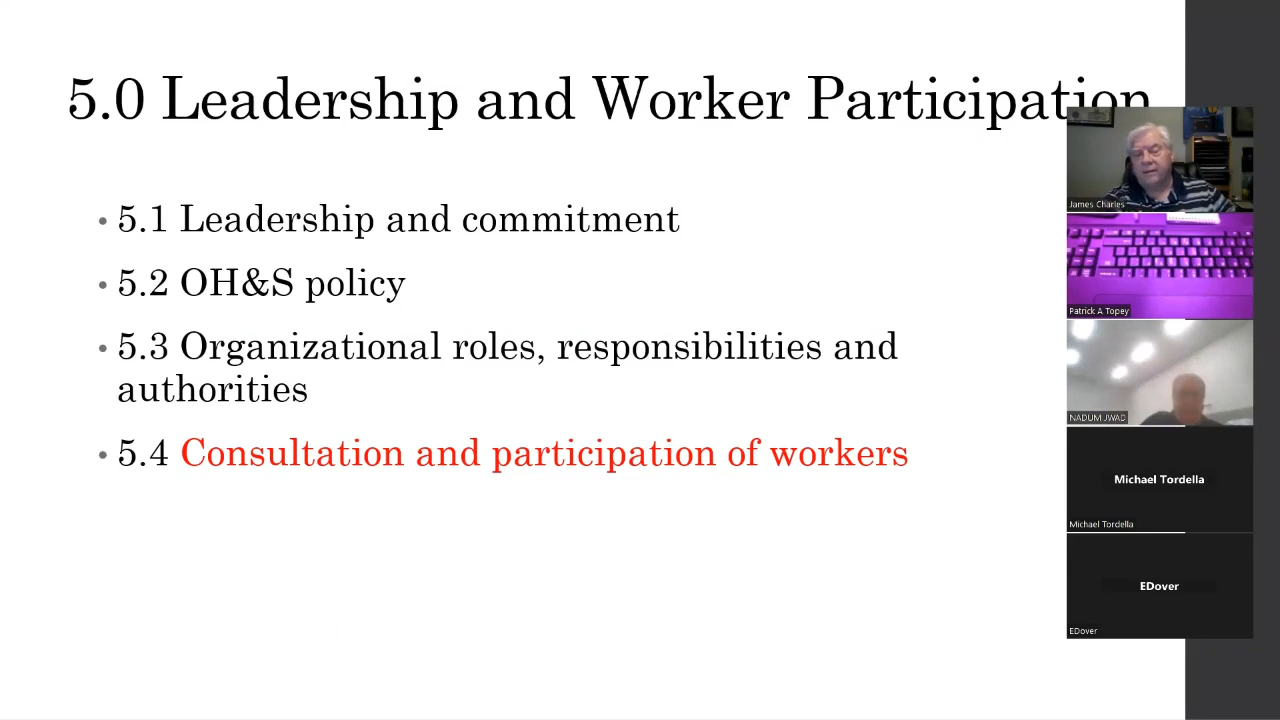 5.0 Leadership and Worker Participation
• 5.1 Leadership and commitment
• 5.2 OH&S policy
• 5.3 Organizational roles, responsibilities and
authorities
• 5.4 Consultation and participation of workers
James Charles
Patrick A Topey
NADUM JWAD
Michael Tordella
Michael Tordella
EDover
EDover